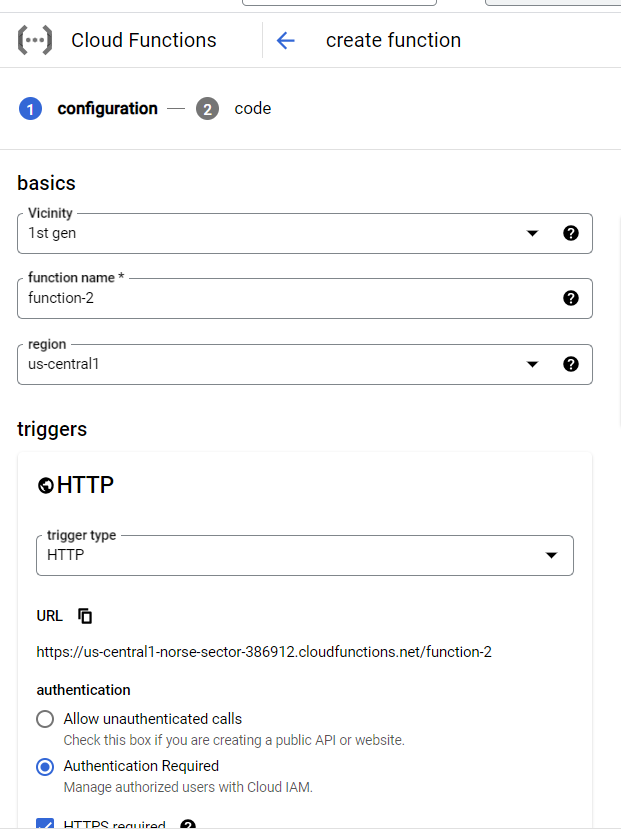 Cloud Functions
create function
1 configuration — 2 code
basics
Vicinity
1st gen
function name *
function-2
region
us-central1
triggers
HTTP
trigger type
HTTP
URL
https://us-central1-norse-sector-386912.cloudfunctions.net/function-2
authentication
Allow unauthenticated calls
Check this box if you are creating a public API or website.
Authentication Required
Manage authorized users with Cloud IAM.
HTTPS required